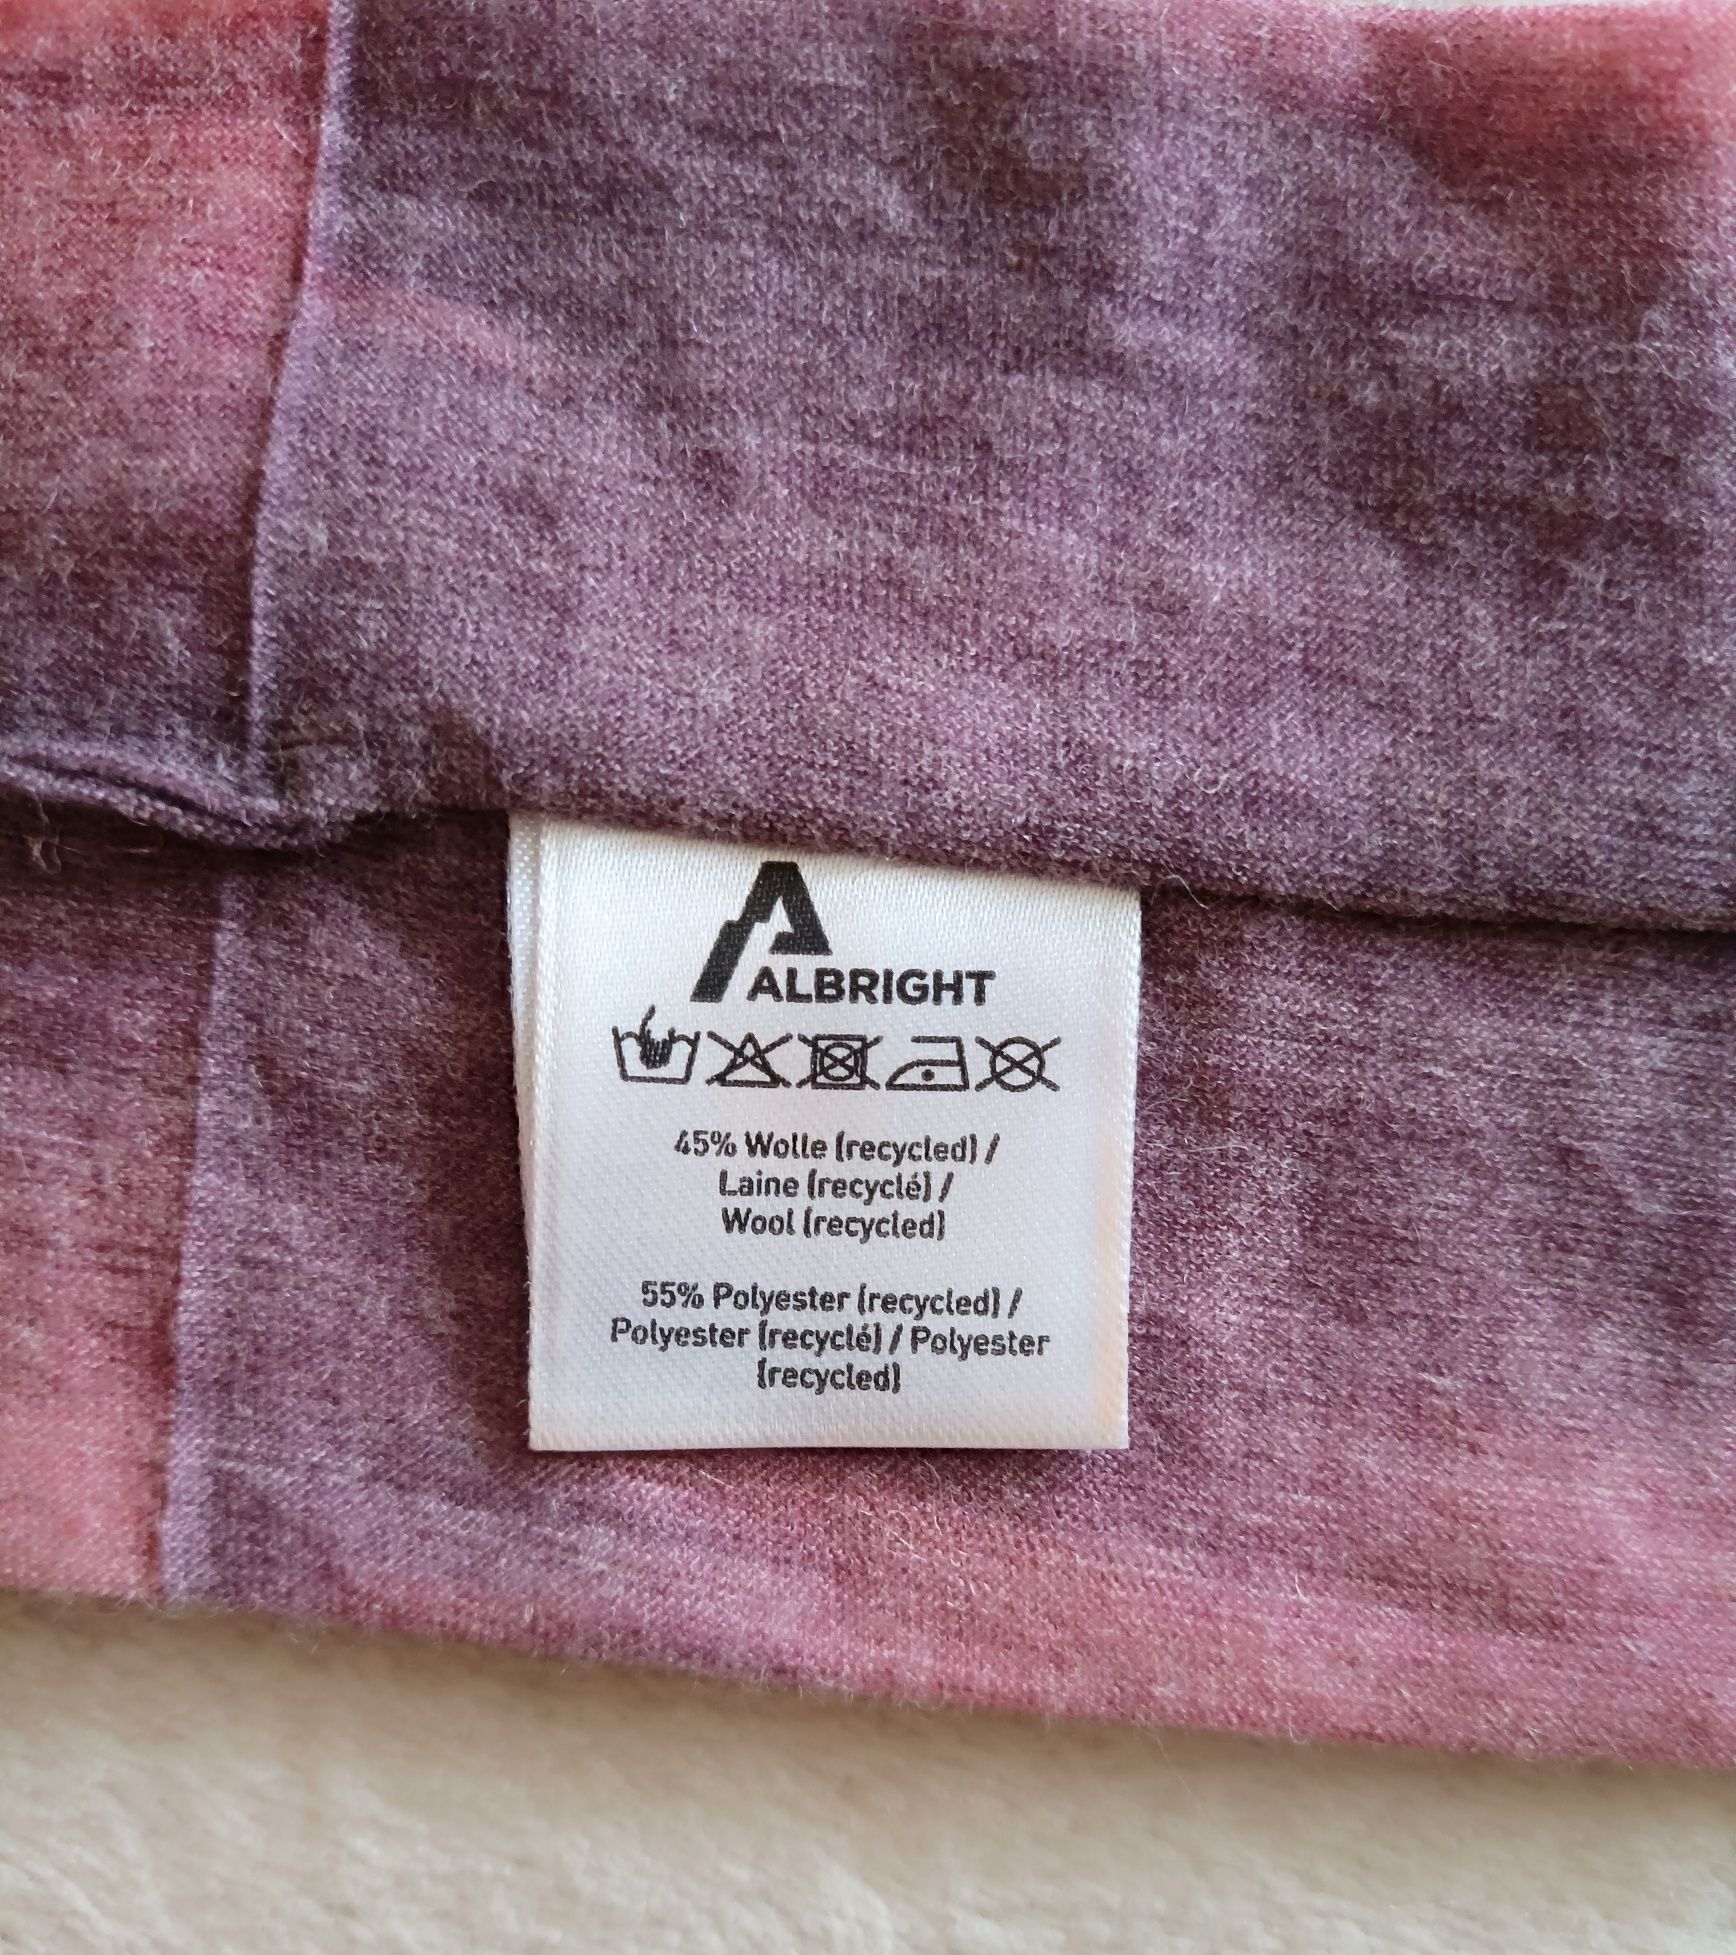 ALBRIGHT
45% Wolle (recycled) /
Laine (recyclé) /
Wool (recycled)
55% Polyester (recycled) /
Polyester (recyclé) / Polyester
(recycled)